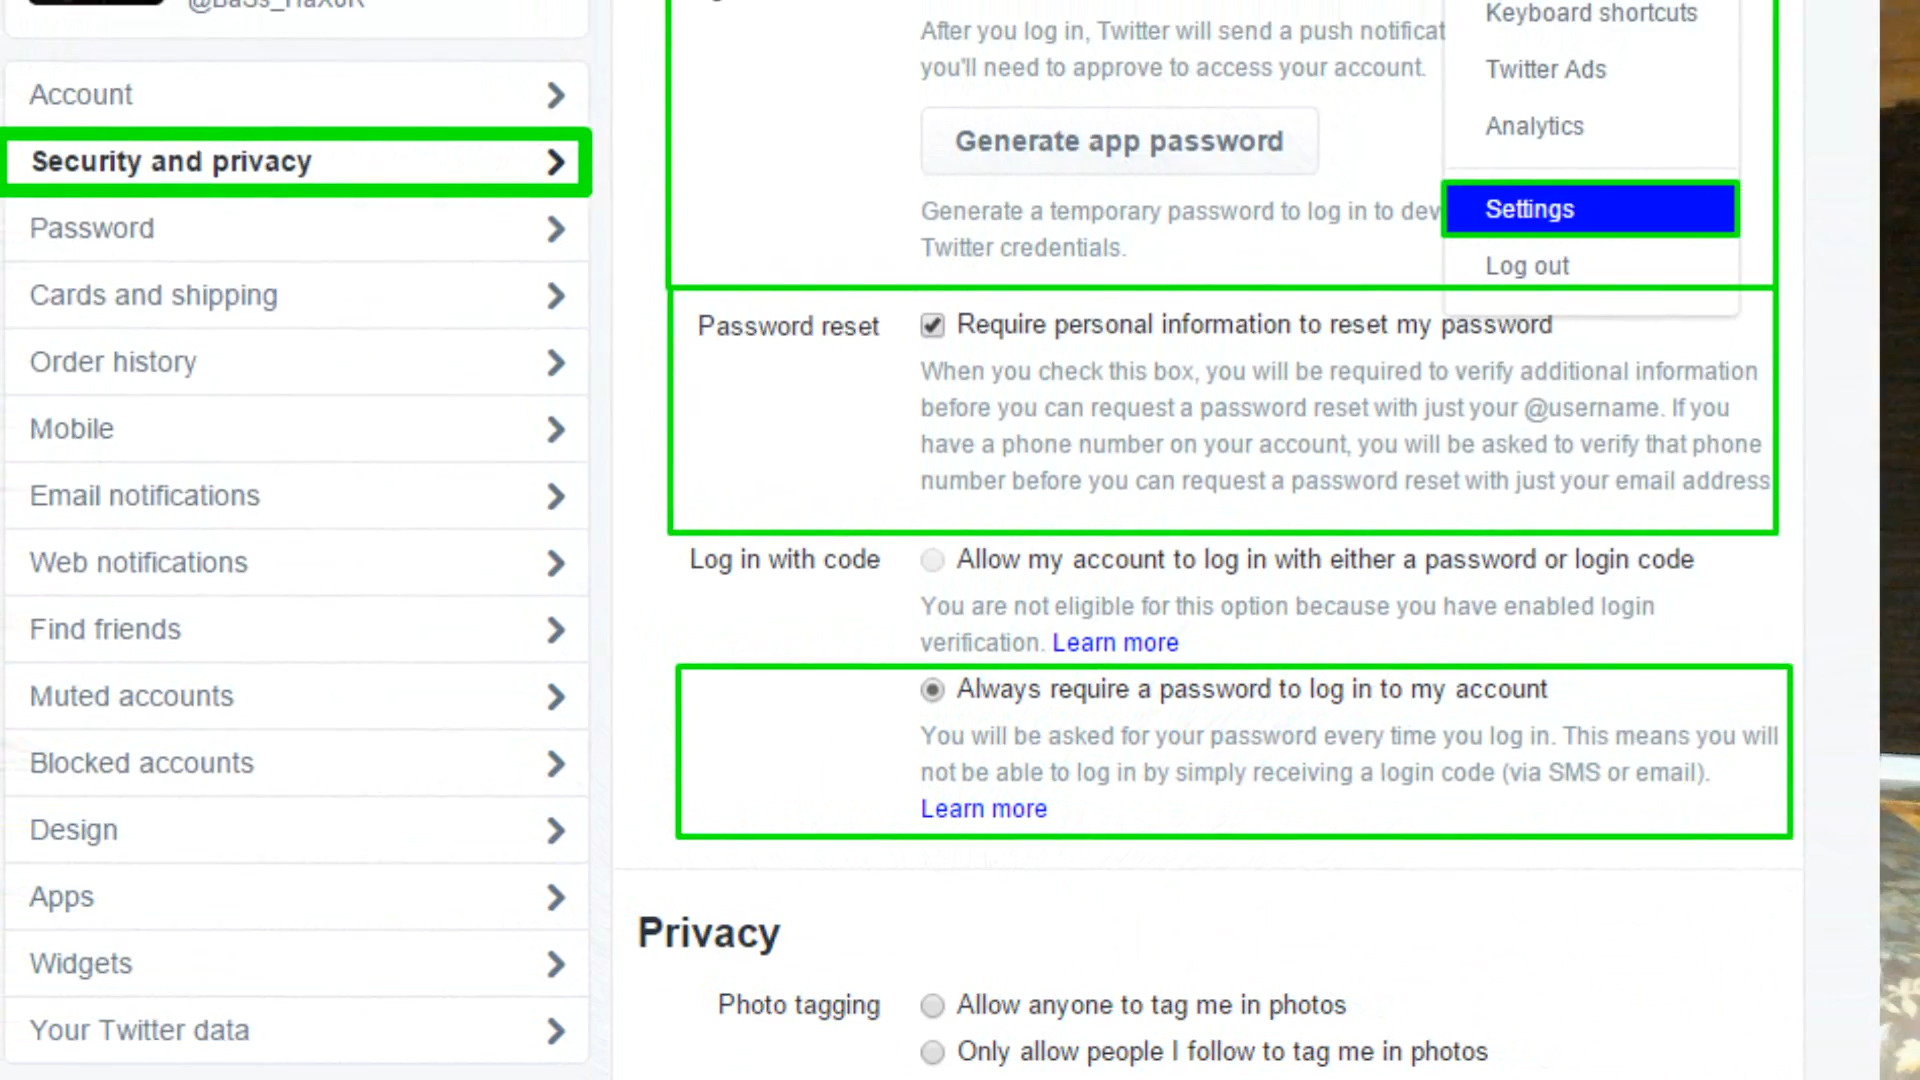 Account
Security and privacy
Password
Cards and shipping
Order history
Mobile
Email notifications
Web notifications
Find friends
Muted accounts
Blocked accounts
Design
Apps
Widgets
Your Twitter data
After you log in, Twitter will send a push notificat
you'll need to approve to access your account.
Generate app password
Generate a temporary password to log in to dev
Twitter credentials.
Keyboard shortcuts
Twitter Ads
Analytics
Settings
Log out
Password reset
Require personal information to reset my password
When you check this box, you will be required to verify additional information
before you can request a password reset with just your @username. If you
have a phone number on your account, you will be asked to verify that phone
number before you can request a password reset with just your email address
Log in with code
Allow my account to log in with either a password or login code
You are not eligible for this option because you have enabled login
verification. Learn more
Always require a password to log in to my account
You will be asked for your password every time you log in. This means you will
not be able to log in by simply receiving a login code (via SMS or email).
Learn more
Privacy
Photo tagging
Allow anyone to tag me in photos
Only allow people I follow to tag me in photos